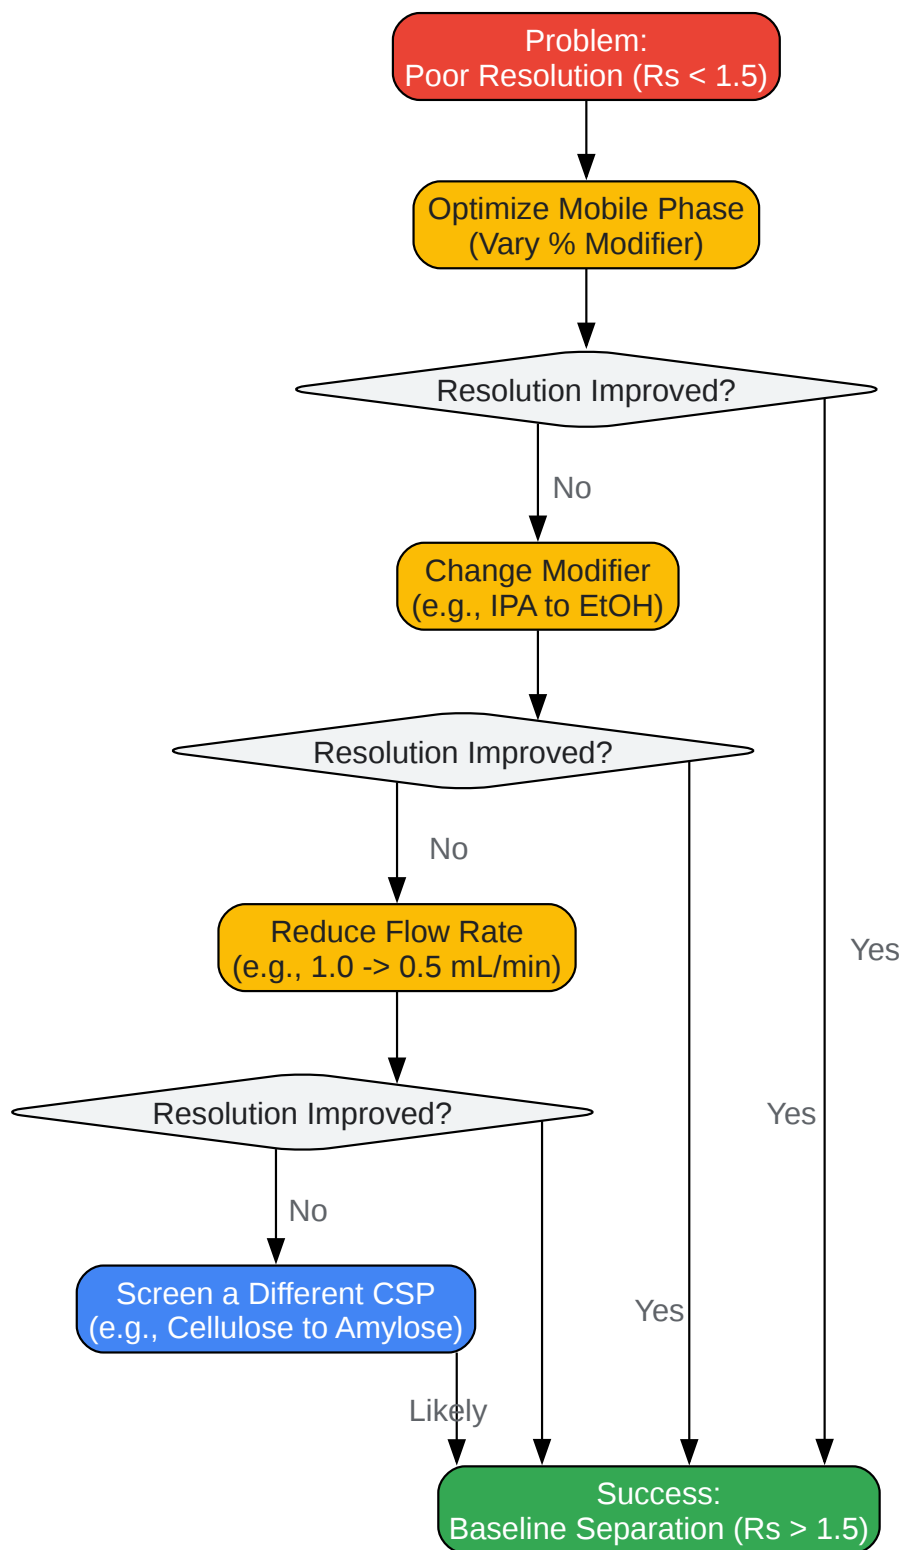 Problem:
Poor Resolution (Rs < 1.5)
Optimize Mobile Phase
(Vary % Modifier)
Resolution Improved?
No
Change Modifier
(e.g., IPA to EtOH)
Resolution Improved?
No
Reduce Flow Rate
(e.g., 1.0 -> 0.5 mL/min)
Yes
Resolution Improved?
Yes
No
Screen a Different CSP
(e.g., Cellulose to Amylose)
Yes
Likely
Success:
Baseline Separation (Rs > 1.5)